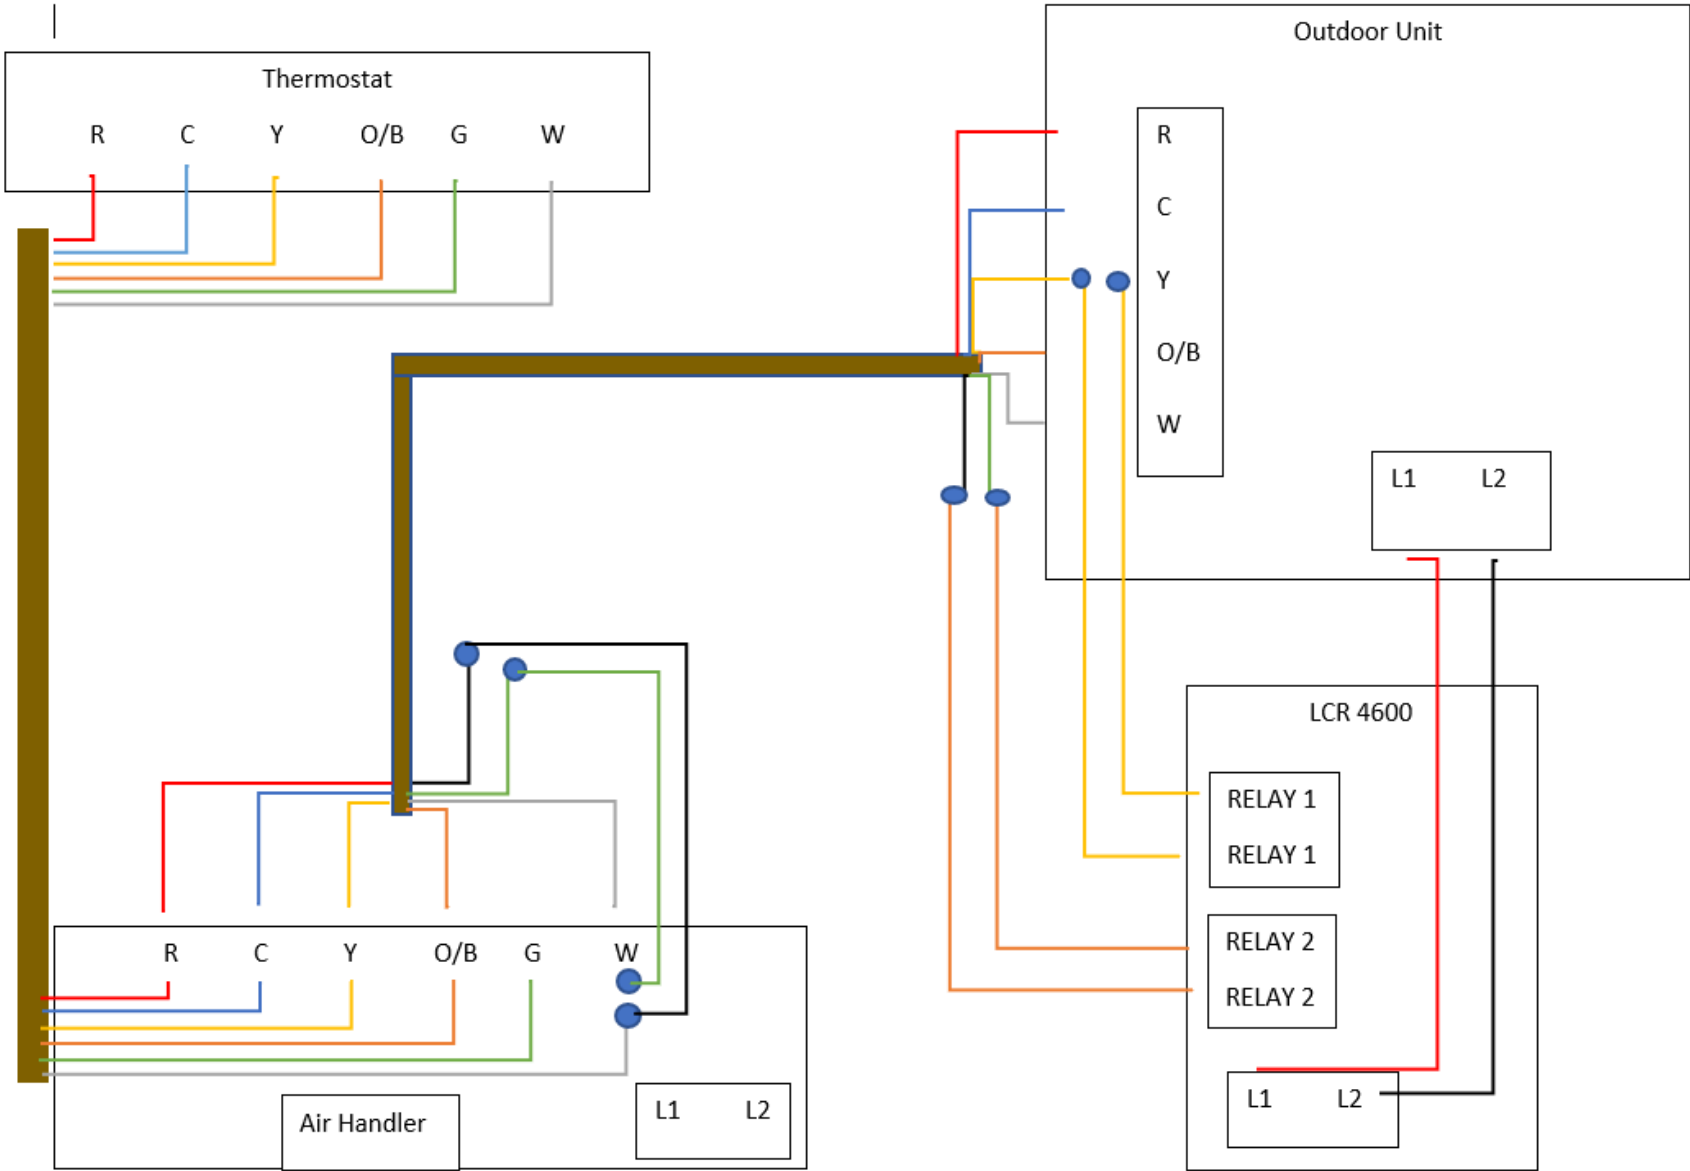 Thermostat
R C Y O/B G W
Outdoor Unit
R
C
Y
O/B
W
L1 L2
LCR 4600
RELAY 1
RELAY 1
RELAY 2
RELAY 2
L1 L2
R C Y O/B G W
Air Handler
L1 L2